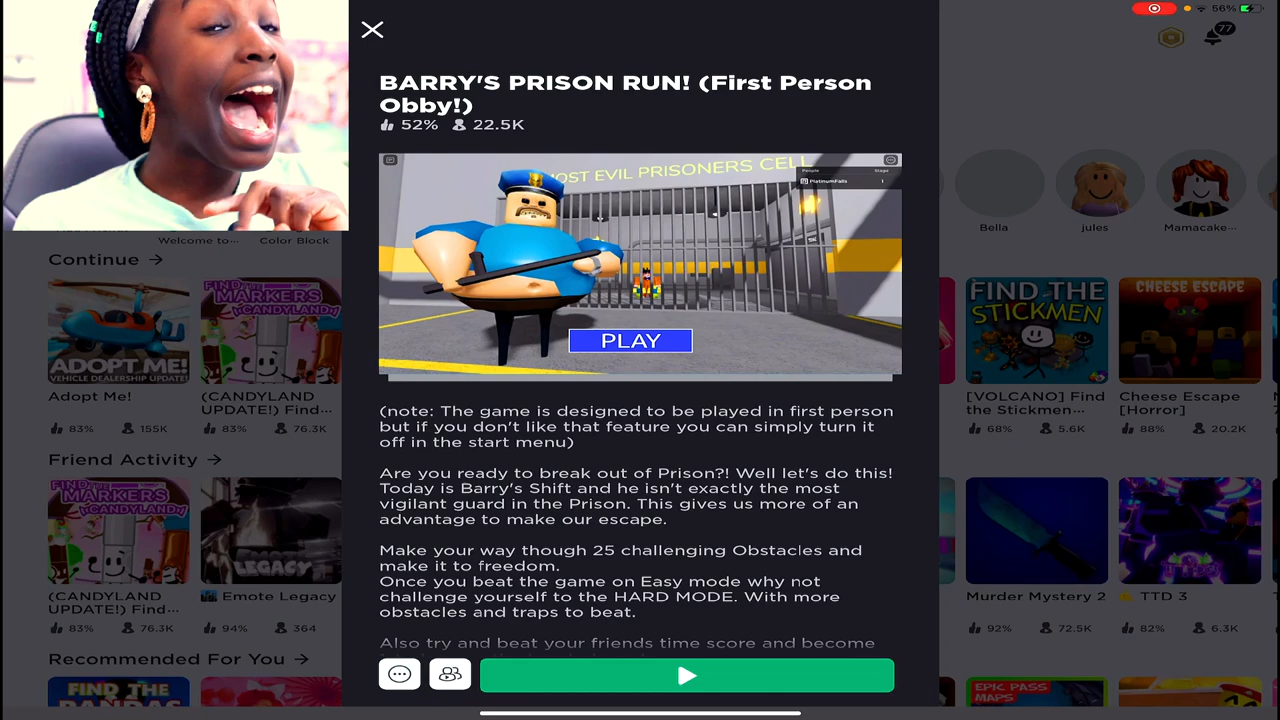 56%
77
BARRY'S PRISON RUN! (First Person
Obby!)
52% 22.5K
OST EVIL PRISONERS CELL
People Stage
PlatinumFalls 1
PLAY
(note: The game is designed to be played in first person
but if you don't like that feature you can simply turn it
off in the start menu)
Are you ready to break out of Prison?! Well let's do this!
Today is Barry's Shift and he isn't exactly the most
vigilant guard in the Prison. This gives us more of an
advantage to make our escape.
Make your way though 25 challenging Obstacles and
make it to freedom.
Once you beat the game on Easy mode why not
challenge yourself to the HARD MODE. With more
obstacles and traps to beat.
Also try and beat your friends time score and become
Welcome to··· Color Block
Continue →
FIND THE
MARKERS
CANDYLAND
ADOPT ME!
VEHICLE DEALERSHIP UPDATE!
Adopt Me!
83% 155K
(CANDYLAND
UPDATE!) Find···
83% 76.3K
Friend Activity →
FIND THE
MARKERS
CANDYLAND
EMOTE
LEGACY
(CANDYLAND
UPDATE!) Find···
83% 76.3K
Emote Legacy
94% 364
Recommended For You →
FIND THE
Bella jules Mamacake···
FIND THE
STICKMEN
CHEESE ESCAPE
[VOLCANO] Find
the Stickmen···
68% 5.6K
Cheese Escape
[Horror]
88% 20.2K
Murder Mystery 2
92% 72.5K
TTD 3
82% 6.3K
EPIC PASS
MAPS